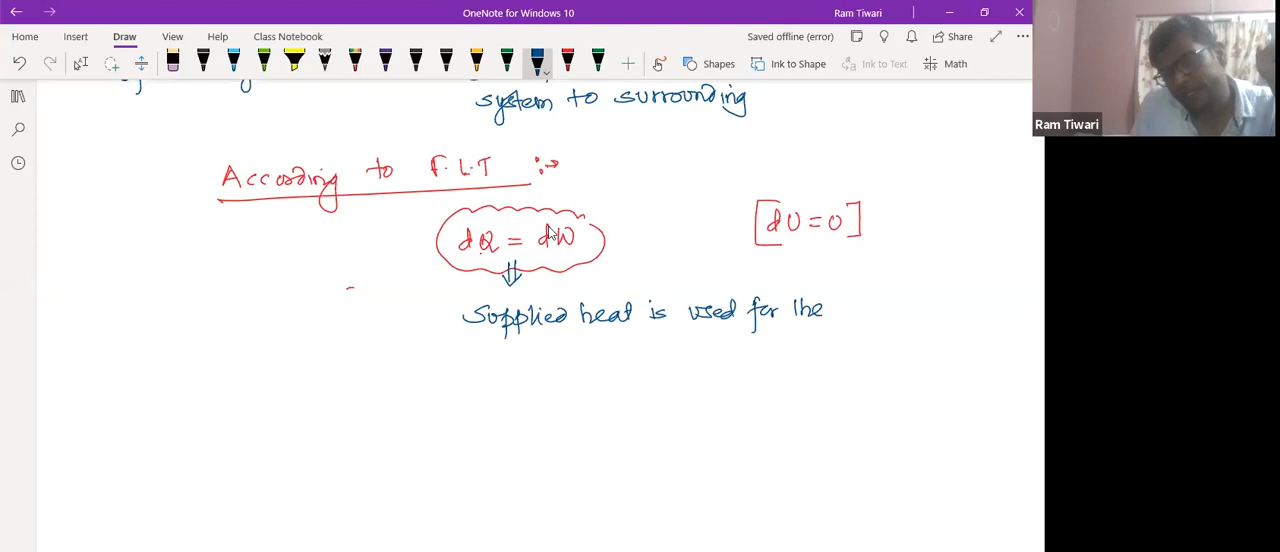 OneNote for Windows 10
Ram Tiwari
Home Insert Draw View Help Class Notebook
Saved offline (error) Share
Shapes Ink to Shape Ink to Text Math
system to surrounding
Ram Tiwari
According to F.L.T :→
dQ = dW [dU = 0]
Supplied heat is used for the